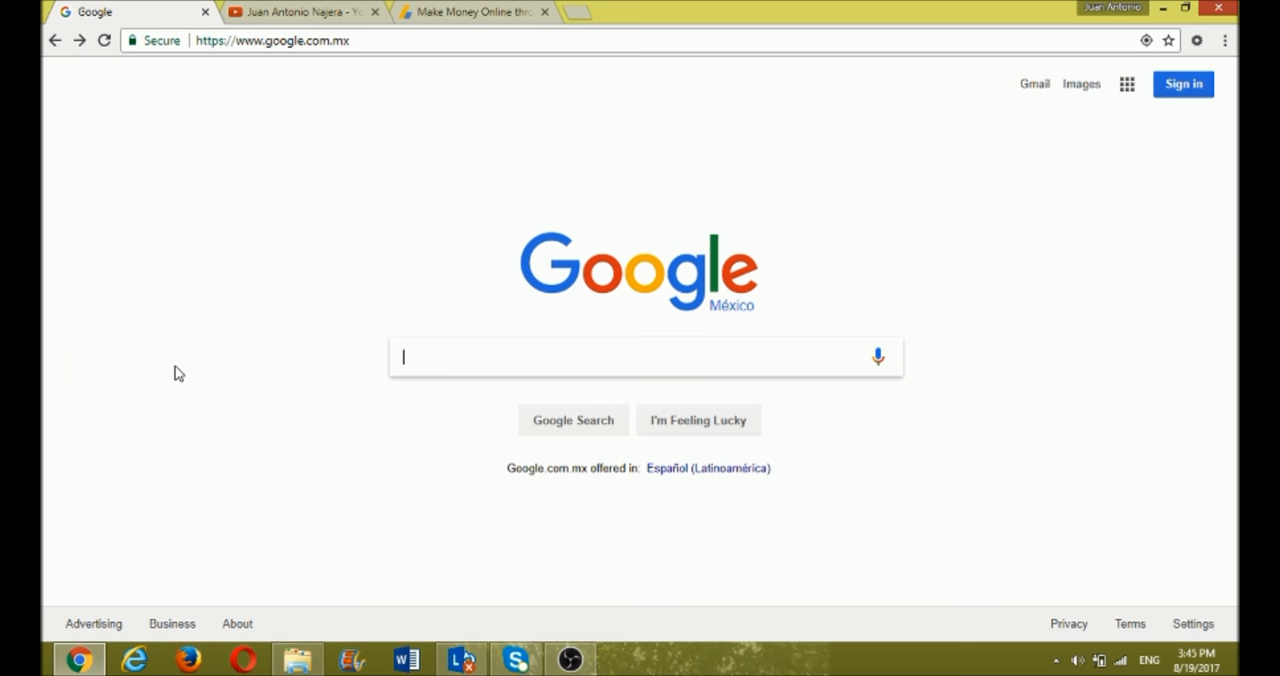 Google
Juan Antonio Najera - Yo
Make Money Online thro
Juan Antonio
Secure
https://www.google.com.mx
Gmail
Images
Sign in
Google
México
Google Search
I'm Feeling Lucky
Google.com.mx offered in: Español (Latinoamérica)
Advertising
Business
About
Privacy
Terms
Settings
ENG
3:45 PM
8/19/2017